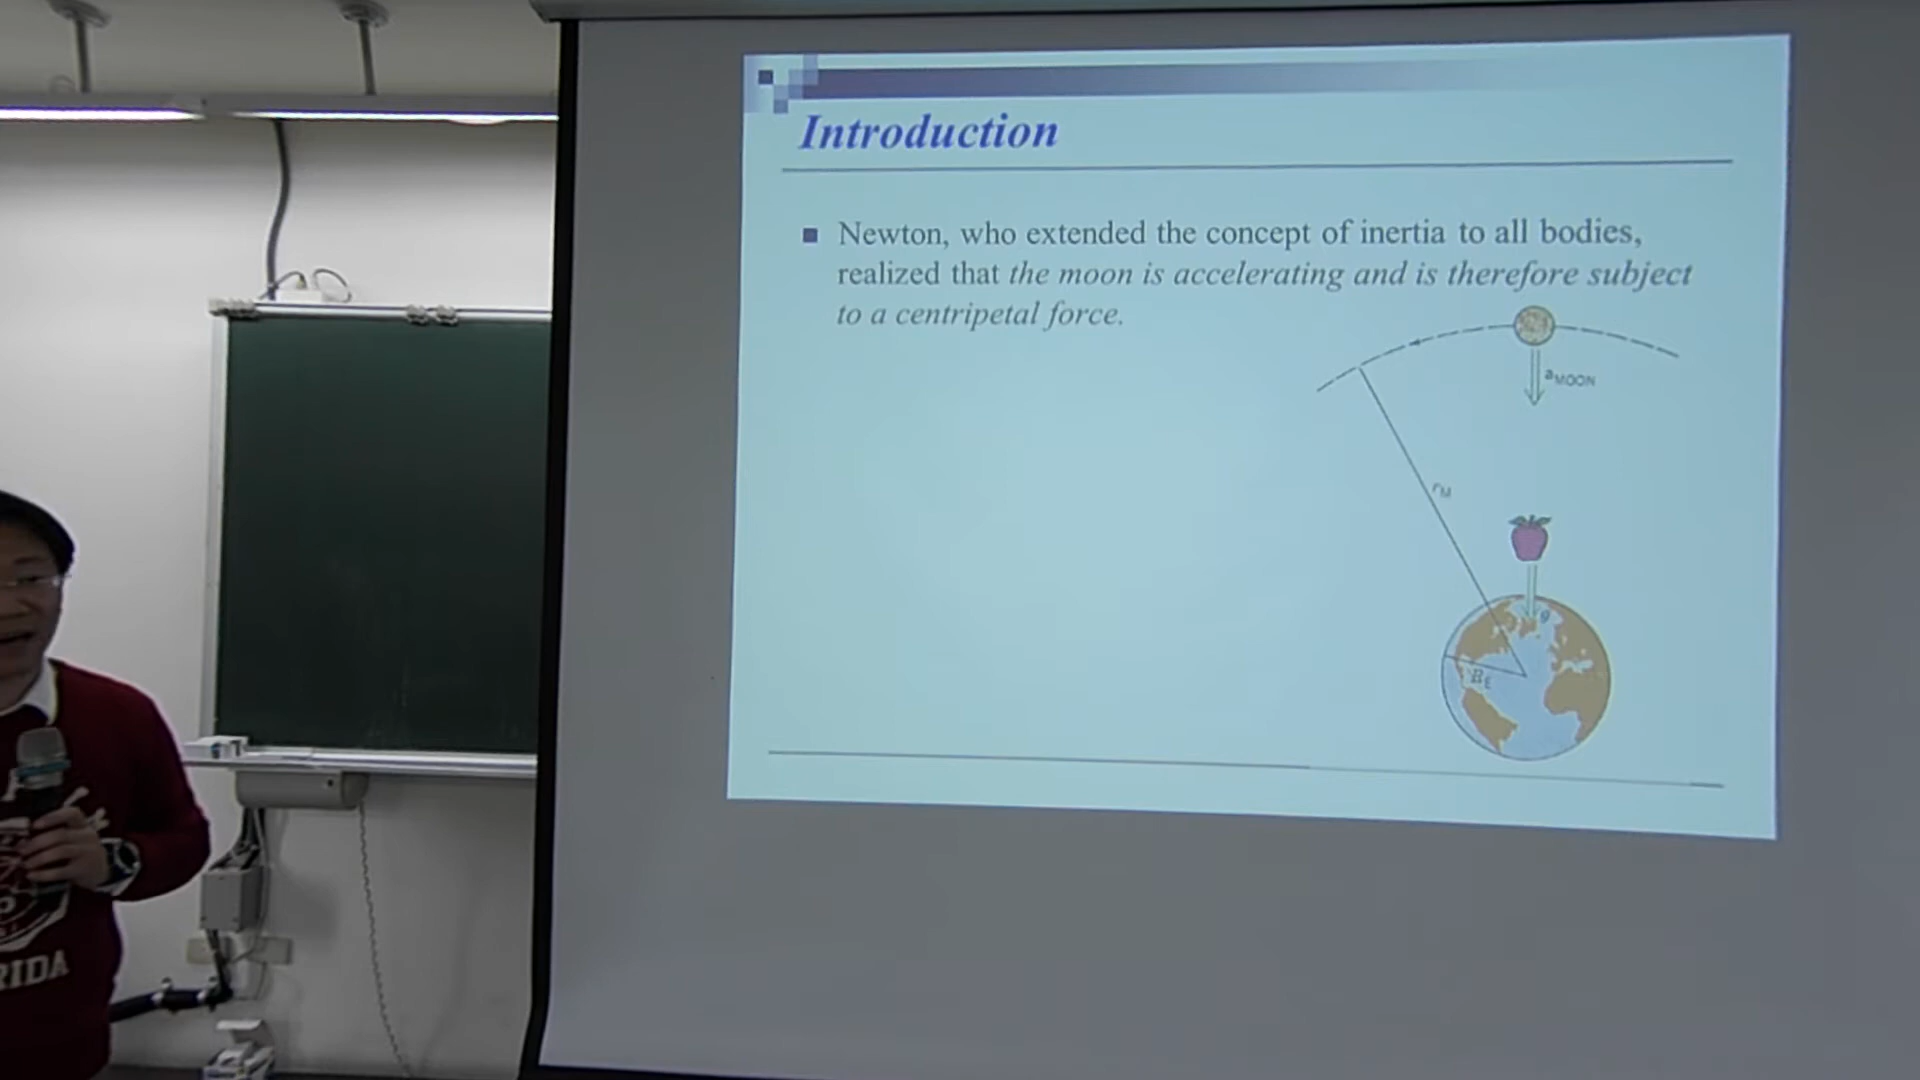 Introduction
Newton, who extended the concept of inertia to all bodies,
realized that the moon is accelerating and is therefore subject
to a centripetal force.
aMOON
rM
g
RE
RIDA